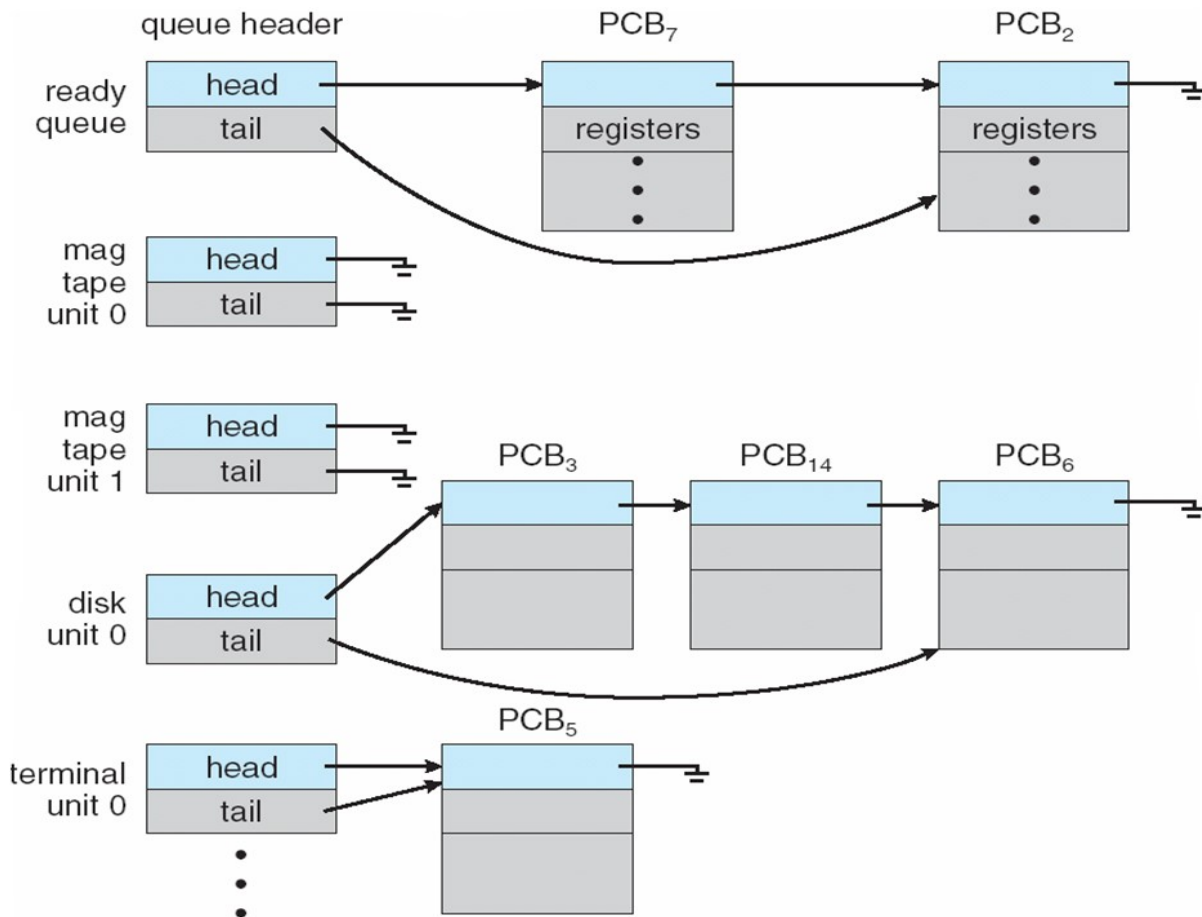 queue header
PCB₇
PCB₂
ready
queue
head
tail
registers
registers
mag
tape
unit 0
head
tail
mag
tape
unit 1
head
tail
PCB₃
PCB₁₄
PCB₆
disk
unit 0
head
tail
PCB₅
terminal
unit 0
head
tail